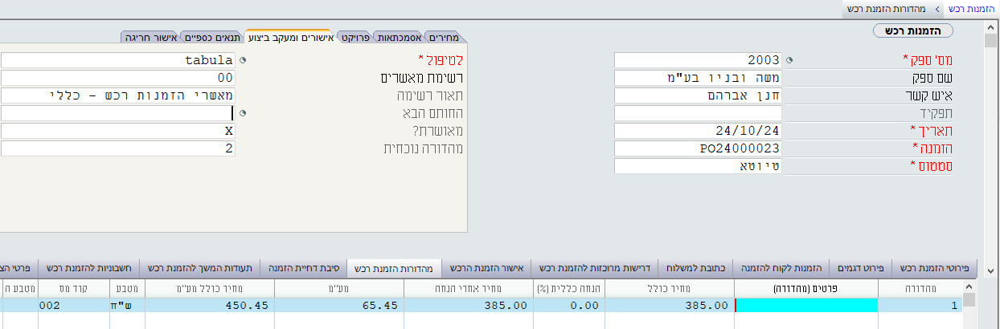 הזמנות רכש > מהדורות הזמנת רכש
הזמנות רכש
מס' ספק * 2003
שם ספק משה ובניו בע"מ
איש קשר חנן אברהם
תפקיד
תאריך * 24/10/24
הזמנה * PO24000023
סטטוס * טיוטא
מחירים אסמכתאות פרויקט אישורים ומעקב ביצוע תנאים כספיים אישור חריגה
לטיפול * tabula
רשימת מאשרים 00
תאור רשימה מאשרי הזמנות רכש - כללי
החותם הבא
מאושרת? X
מהדורה נוכחית 2
פירוטי הזמנת רכש פירוט דגמים הזמנות לקוח להזמנה כתובת למשלוח דרישות מרוכזות להזמנת רכש אישור הזמנת הרכש מהדורות הזמנת רכש סיבת דחיית הזמנה תעודות המשך להזמנת רכש חשבוניות להזמנת רכש פרטי הצ
מהדורה פרטים (מהדורה) מחיר כולל הנחה כללית (%) מחיר אחרי הנחה מע"מ מחיר כולל מע"מ מטבע קוד מס מטבע ה
1 385.00 0.00 385.00 65.45 450.45 ש"ח 002